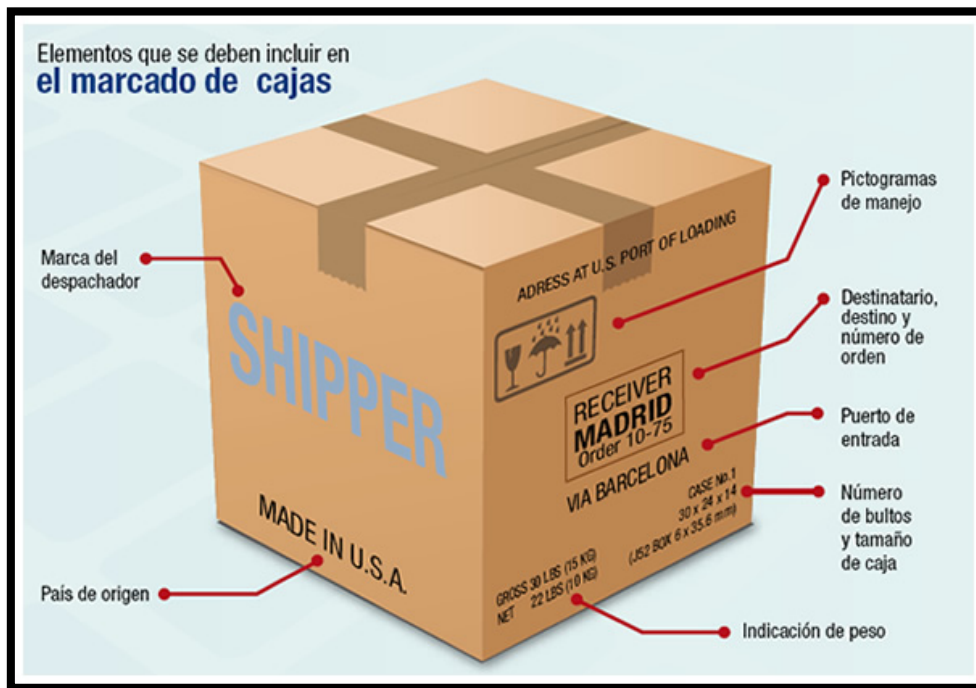 Elementos que se deben incluir en
el marcado de cajas
Marca del
despachador
SHIPPER
MADE IN U.S.A.
País de origen
ADRESS AT U.S. PORT OF LOADING
RECEIVER
MADRID
Order 10-75
VIA BARCELONA
CASE No.1
30 x 24 x 14
(J52 BOX 6 x 35.6 mm)
GROSS 30 LBS (15 KG)
NET 22 LBS (10 KG)
Pictogramas
de manejo
Destinatario,
destino y
número de
orden
Puerto de
entrada
Número
de bultos
y tamaño
de caja
Indicación de peso